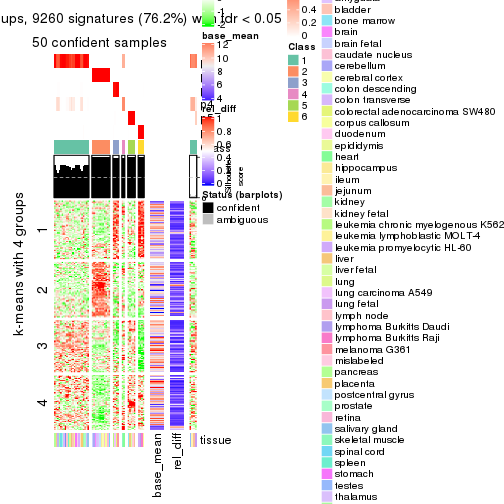 ups, 9260 signatures (76.2%) w th fdr < 0.05
50 confident samples
k-means with 4 groups
1
2
3
4
base_mean
rel_diff
tissue
-2
base_mean
12
10
8
6
4
rel_diff
1
0.8
0.6
0.4
0.2
0
Silhouette
score
Status (barplots)
confident
ambiguous
0.4
0.2
0
Class
1
2
3
4
5
6
bladder
bone marrow
brain
brain fetal
caudate nucleus
cerebellum
cerebral cortex
colon descending
colon transverse
colorectal adenocarcinoma SW480
corpus callosum
duodenum
epididymis
heart
hippocampus
ileum
jejunum
kidney
kidney fetal
leukemia chronic myelogenous K562
leukemia lymphoblastic MOLT-4
leukemia promyelocytic HL-60
liver
liver fetal
lung
lung carcinoma A549
lung fetal
lymph node
lymphoma Burkitts Daudi
lymphoma Burkitts Raji
melanoma G361
mislabeled
pancreas
placenta
postcentral gyrus
prostate
retina
salivary gland
skeletal muscle
spinal cord
spleen
stomach
testes
thalamus